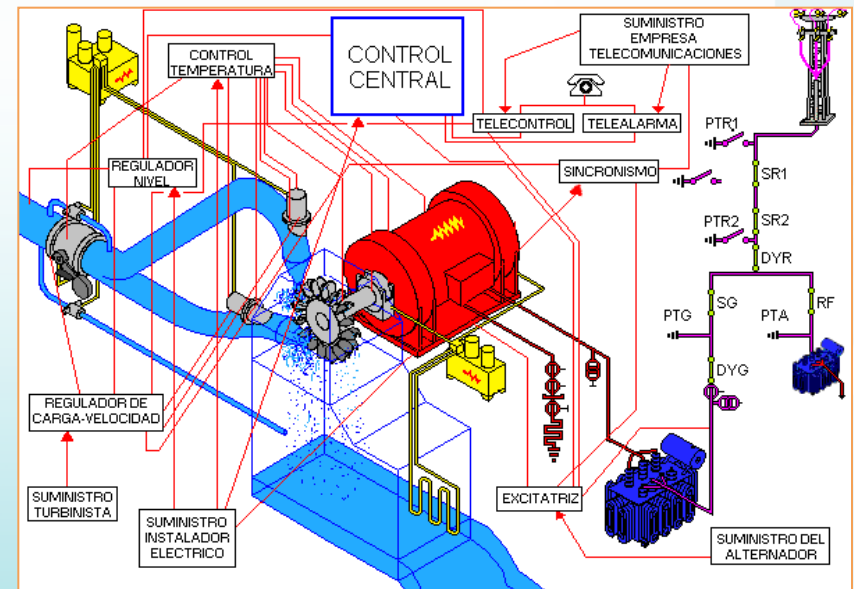 SUMINISTRO
EMPRESA
TELECOMUNICACIONES
CONTROL
TEMPERATURA
CONTROL
CENTRAL
TELECONTROL
TELEALARMA
PTR1
REGULADOR
NIVEL
SINCRONISMO
SR1
SR2
PTR2
DYR
SG
RF
PTG
PTA
DYG
REGULADOR DE
CARGA-VELOCIDAD
SUMINISTRO
TURBINISTA
SUMINISTRO
INSTALADOR
ELECTRICO
EXCITATRIZ
SUMINISTRO DEL
ALTERNADOR